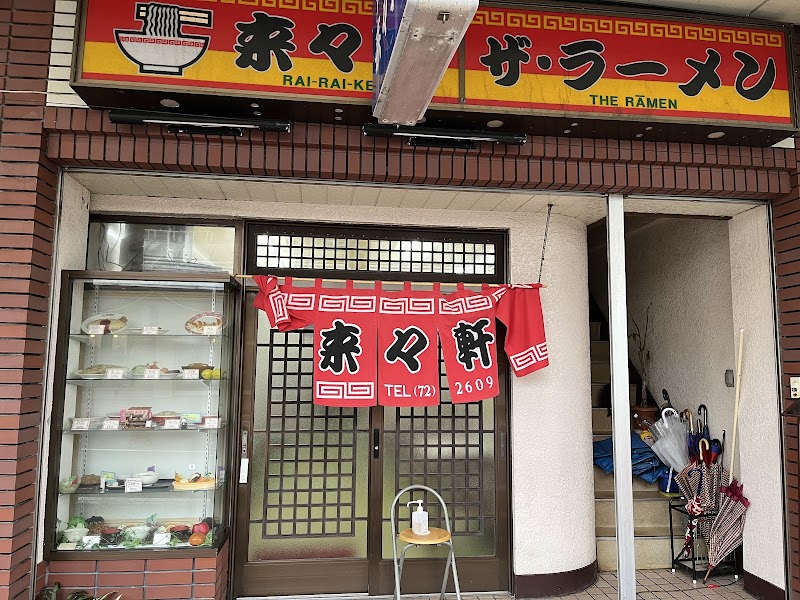 来々
ザ・ラーメン
RAI-RAI-KE
THE RĀMEN
来々軒
TEL(72)2609